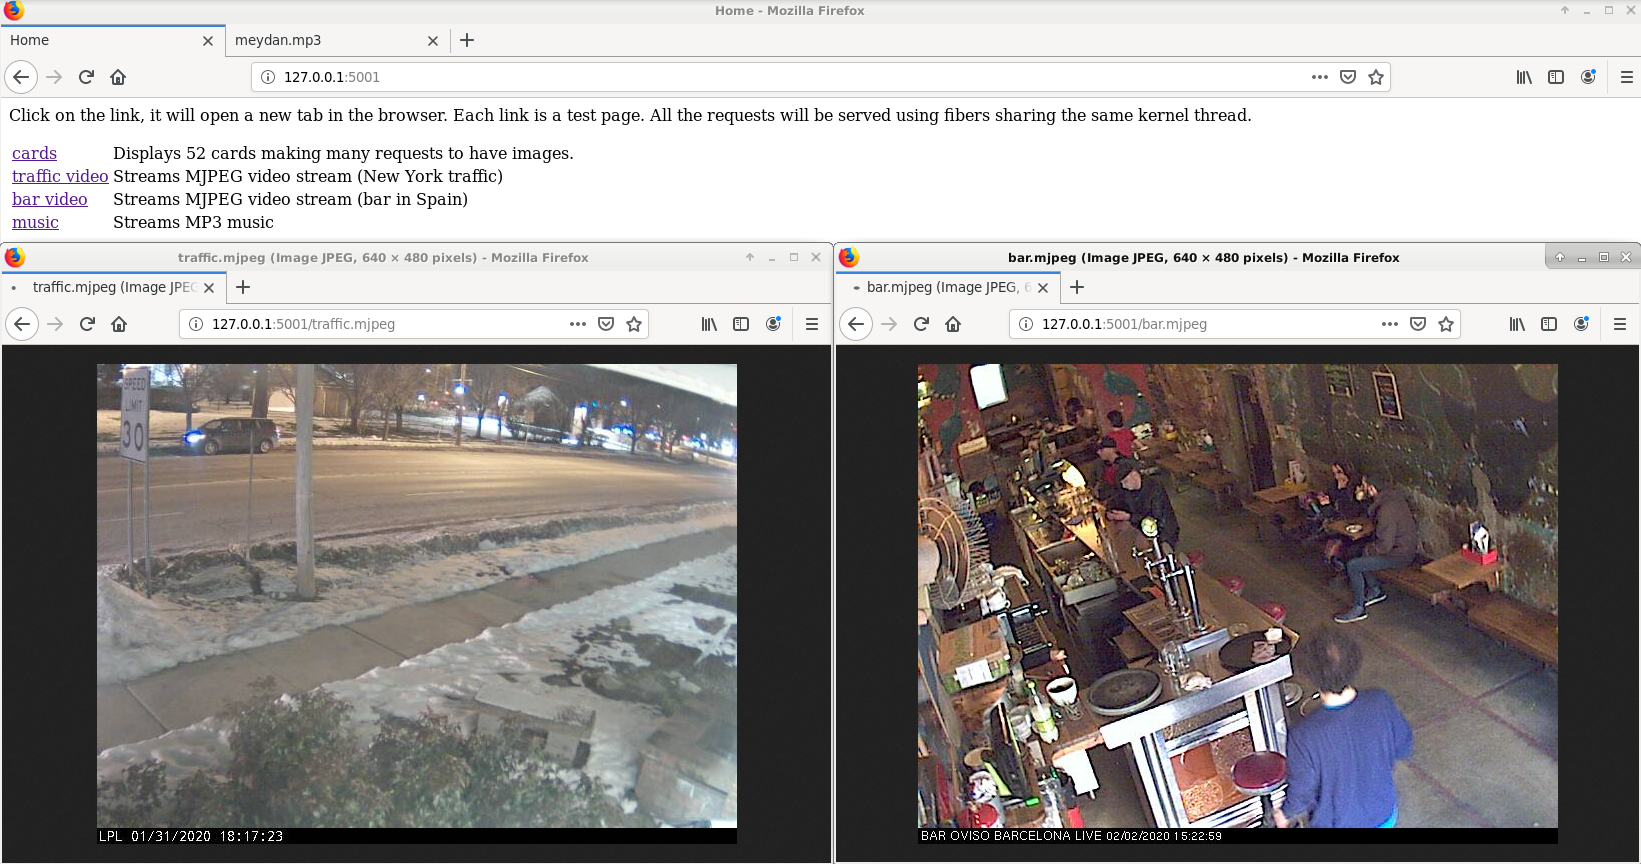 Home - Mozilla Firefox
Home
meydan.mp3
127.0.0.1:5001
Click on the link, it will open a new tab in the browser. Each link is a test page. All the requests will be served using fibers sharing the same kernel thread.
cards Displays 52 cards making many requests to have images.
traffic video Streams MJPEG video stream (New York traffic)
bar video Streams MJPEG video stream (bar in Spain)
music Streams MP3 music
traffic.mjpeg (Image JPEG, 640 × 480 pixels) - Mozilla Firefox
traffic.mjpeg (Image JPEG
127.0.0.1:5001/traffic.mjpeg
SPEED
LIMIT
30
LPL 01/31/2020 18:17:23
bar.mjpeg (Image JPEG, 640 × 480 pixels) - Mozilla Firefox
bar.mjpeg (Image JPEG, 6
127.0.0.1:5001/bar.mjpeg
BAR OVISO BARCELONA LIVE 02/02/2020 15:22:59